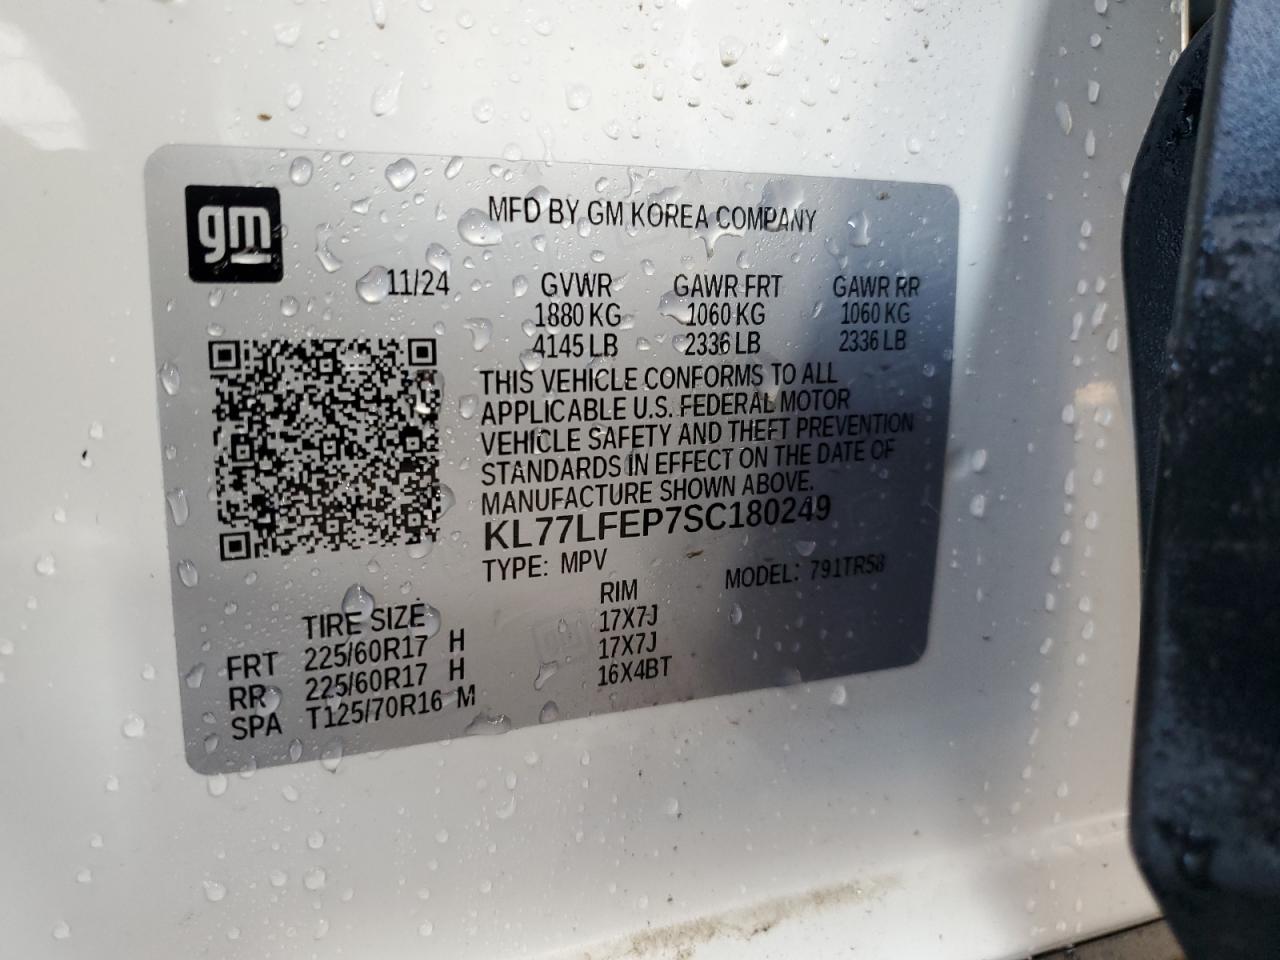 gm
MFD BY GM KOREA COMPANY
11/24 GVWR GAWR FRT GAWR RR
1880 KG 1060 KG 1060 KG
4145 LB 2336 LB 2336 LB
THIS VEHICLE CONFORMS TO ALL
APPLICABLE U.S. FEDERAL MOTOR
VEHICLE SAFETY AND THEFT PREVENTION
STANDARDS IN EFFECT ON THE DATE OF
MANUFACTURE SHOWN ABOVE.
KL77LFEP7SC180249
TYPE: MPV MODEL: 791TR58
TIRE SIZE RIM
FRT 225/60R17 H 17X7J
RR 225/60R17 H 17X7J
SPA T125/70R16 M 16X4BT